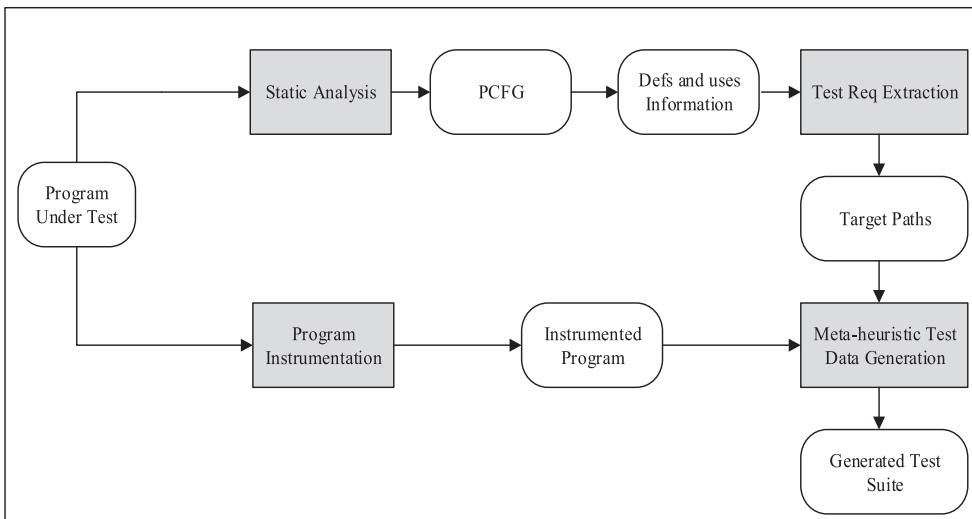 Static Analysis
PCFG
Defs and uses
Information
Test Req Extraction
Program
Under Test
Target Paths
Program
Instrumentation
Instrumented
Program
Meta-heuristic Test
Data Generation
Generated Test
Suite